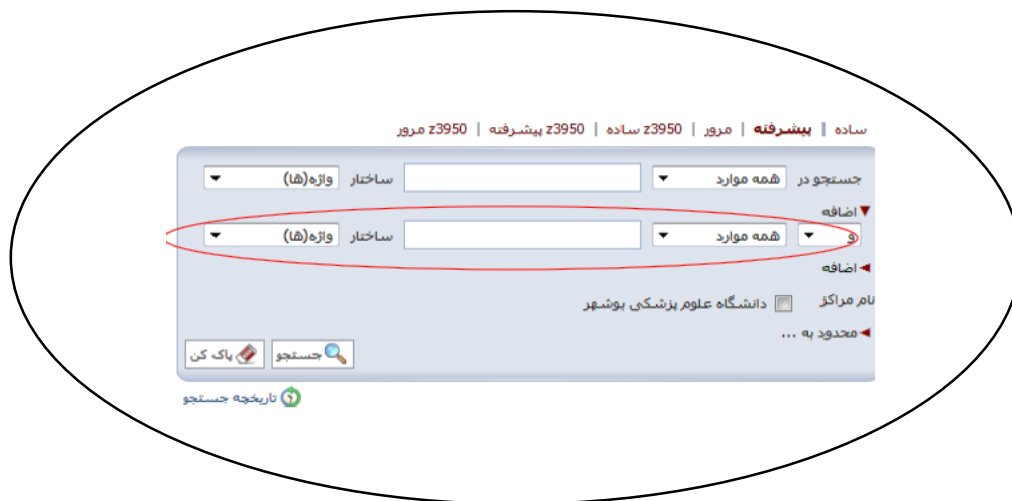 ساده | پیشرفته | مرور | z3950 ساده | z3950 پیشرفته | z3950 مرور
جستجو در همه موارد ساختار واژه(ها)
اضافه
و همه موارد ساختار واژه(ها)
اضافه
نام مراکز دانشگاه علوم پزشکی بوشهر
محدود به ...
جستجو پاک کن
تاریخچه جستجو